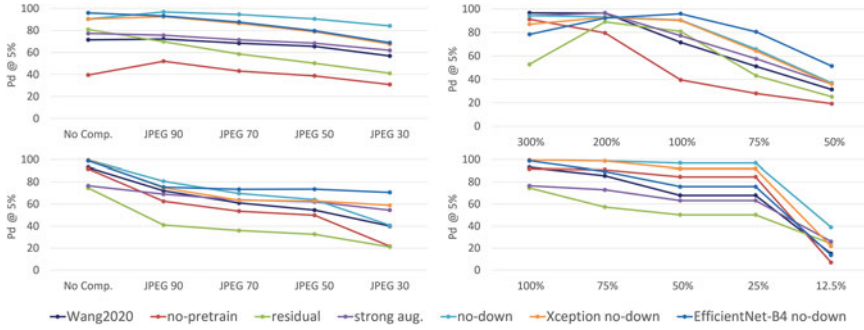 Pd @ 5%
100
80
60
40
20
0
No Comp. JPEG 90 JPEG 70 JPEG 50 JPEG 30
Pd @ 5%
100
80
60
40
20
0
300% 200% 100% 75% 50%
Pd @ 5%
100
80
60
40
20
0
No Comp. JPEG 90 JPEG 70 JPEG 50 JPEG 30
Pd @ 5%
100
80
60
40
20
0
100% 75% 50% 25% 12.5%
Wang2020 no-pretrain residual strong aug. no-down Xception no-down EfficientNet-B4 no-down